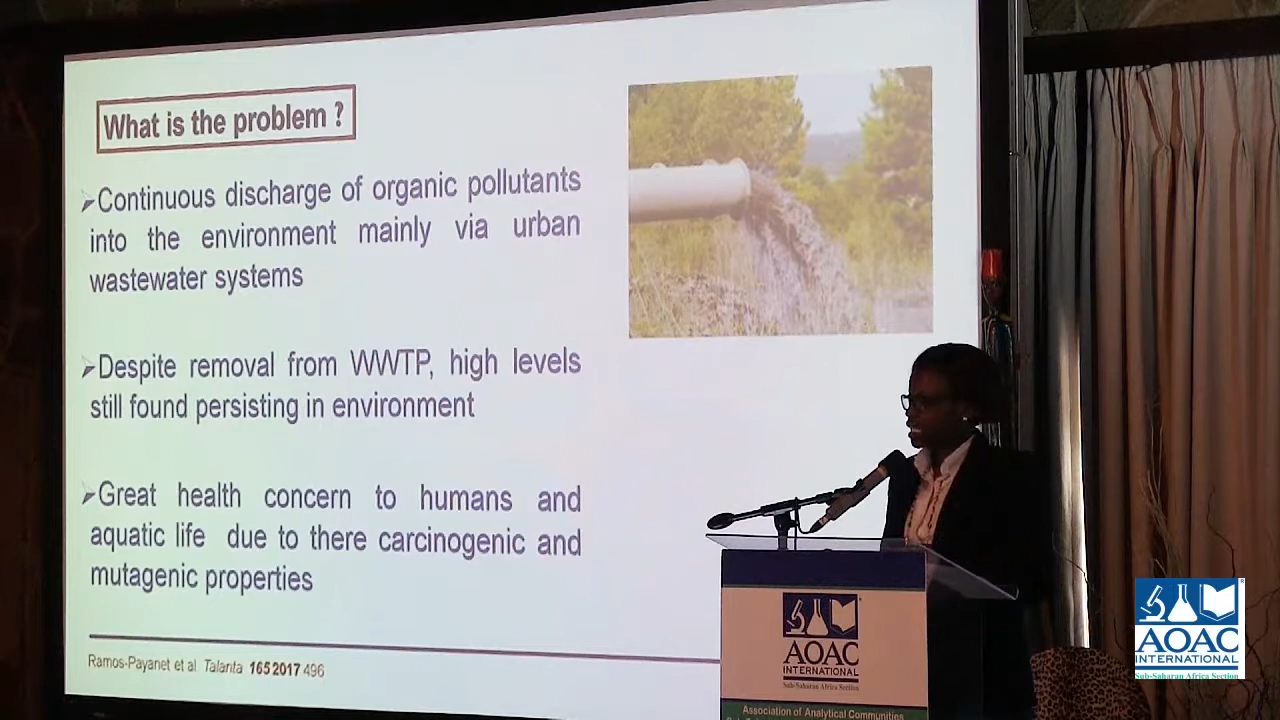 What is the problem ?
➢Continuous discharge of organic pollutants
into the environment mainly via urban
wastewater systems
➢Despite removal from WWTP, high levels
still found persisting in environment
➢Great health concern to humans and
aquatic life due to there carcinogenic and
mutagenic properties
Ramos-Payanet et al Talanta 165 2017 496
AOAC
INTERNATIONAL
Sub-Saharan Africa Section
Association of Analytical Communities
AOAC
INTERNATIONAL
Sub-Saharan Africa Section